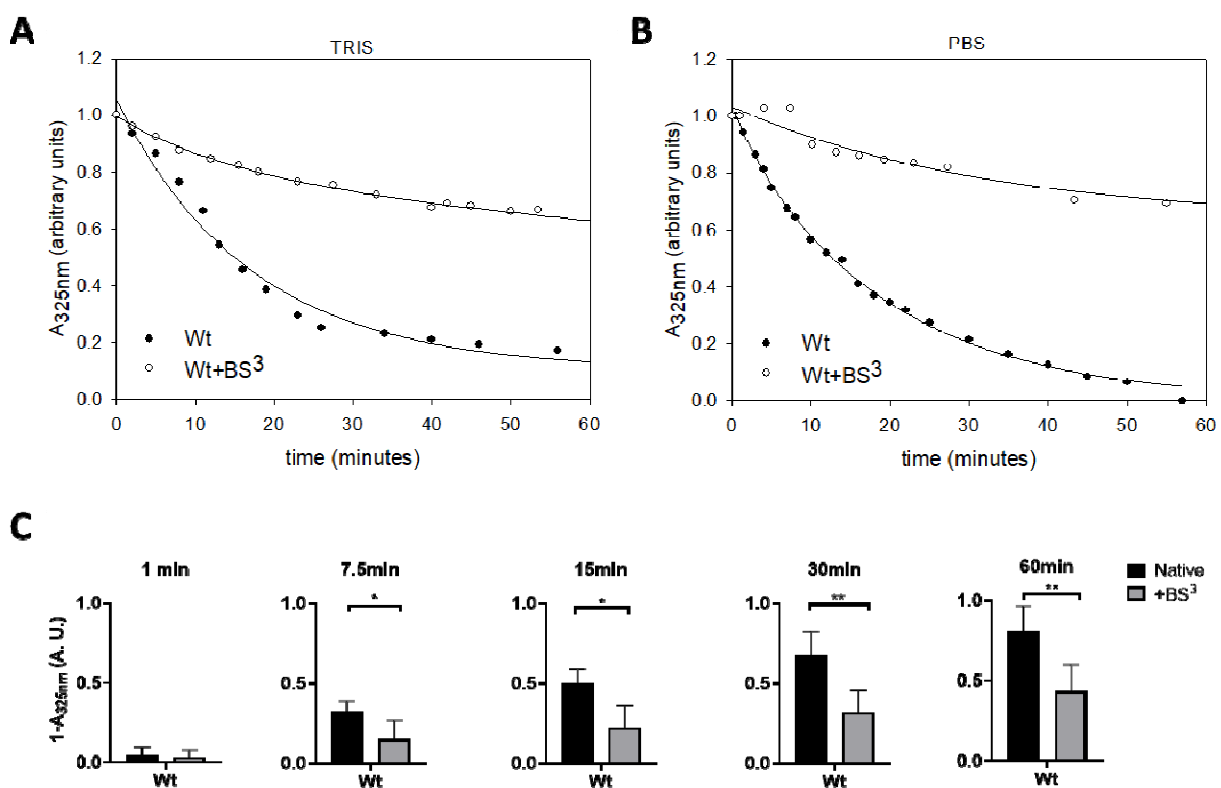 A
TRIS
A325nm (arbitrary units)
1.2
1.0
0.8
0.6
0.4
0.2
0.0
Wt
Wt+BS3
0 10 20 30 40 50 60
time (minutes)
B
PBS
A325nm (arbitrary units)
1.2
1.0
0.8
0.6
0.4
0.2
0.0
Wt
Wt+BS3
0 10 20 30 40 50 60
time (minutes)
C
1-A325nm (A. U.)
1 min
1.0
0.5
0.0
Wt
7.5min
1.0
0.5
0.0
*
Wt
15min
1.0
0.5
0.0
*
Wt
30min
1.0
0.5
0.0
**
Wt
60min
1.0
0.5
0.0
**
Wt
Native
+BS3